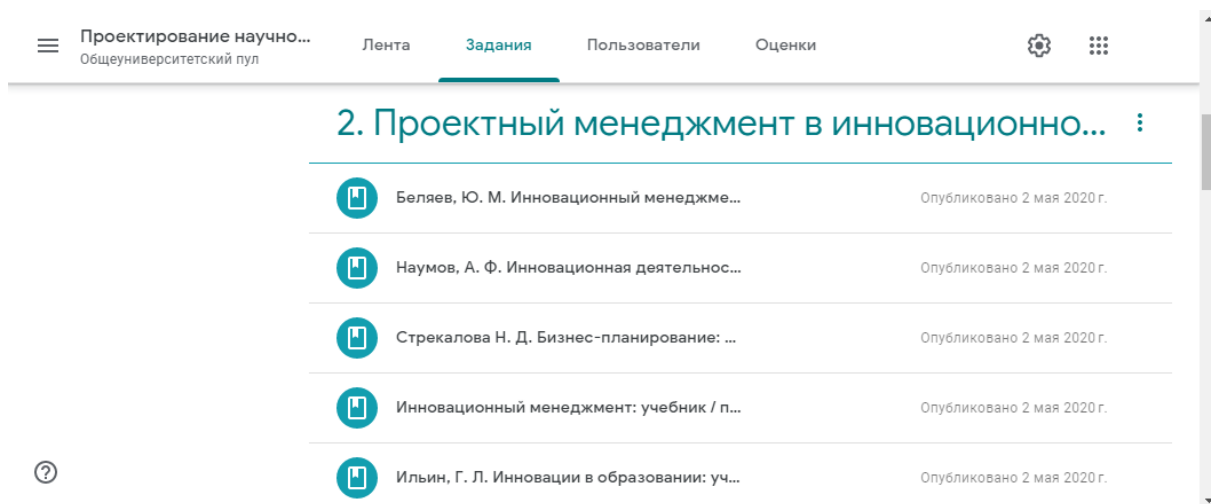 Проектирование научно...
Общеуниверситетский пул
Лента Задания Пользователи Оценки
2. Проектный менеджмент в инновационно...
Беляев, Ю. М. Инновационный менеджме... Опубликовано 2 мая 2020 г.
Наумов, А. Ф. Инновационная деятельнос... Опубликовано 2 мая 2020 г.
Стрекалова Н. Д. Бизнес-планирование: ... Опубликовано 2 мая 2020 г.
Инновационный менеджмент: учебник / п... Опубликовано 2 мая 2020 г.
Ильин, Г. Л. Инновации в образовании: уч... Опубликовано 2 мая 2020 г.